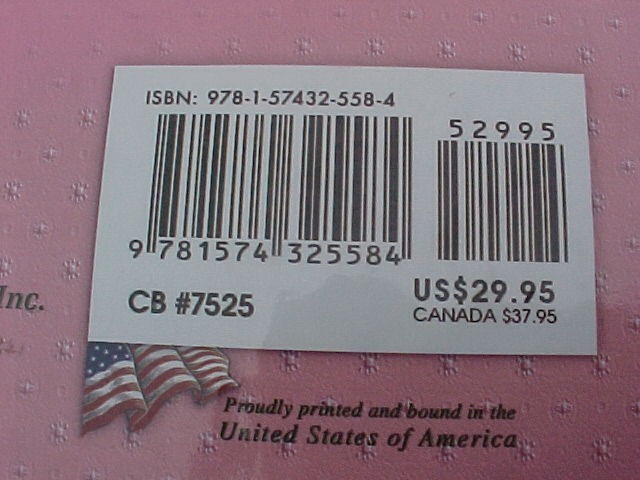 ISBN: 978-1-57432-558-4
52995
9 781574 325584
CB #7525
US$29.95
CANADA $37.95
Inc.
Proudly printed and bound in the
United States of America